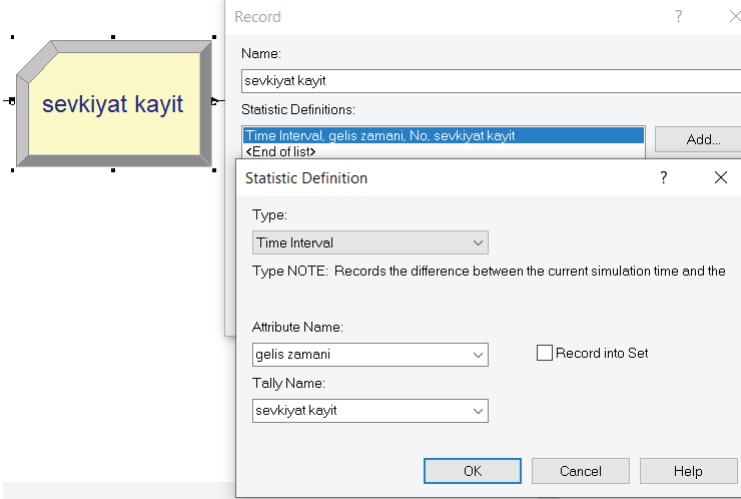 sevkiyat kayit
Record
Name:
sevkiyat kayit
Statistic Definitions:
Time Interval, gelis zamani, No, sevkiyat kayit
<End of list>
Add...
Statistic Definition
Type:
Time Interval
Type NOTE: Records the difference between the current simulation time and the
Attribute Name:
gelis zamani
Record into Set
Tally Name:
sevkiyat kayit
OK
Cancel
Help